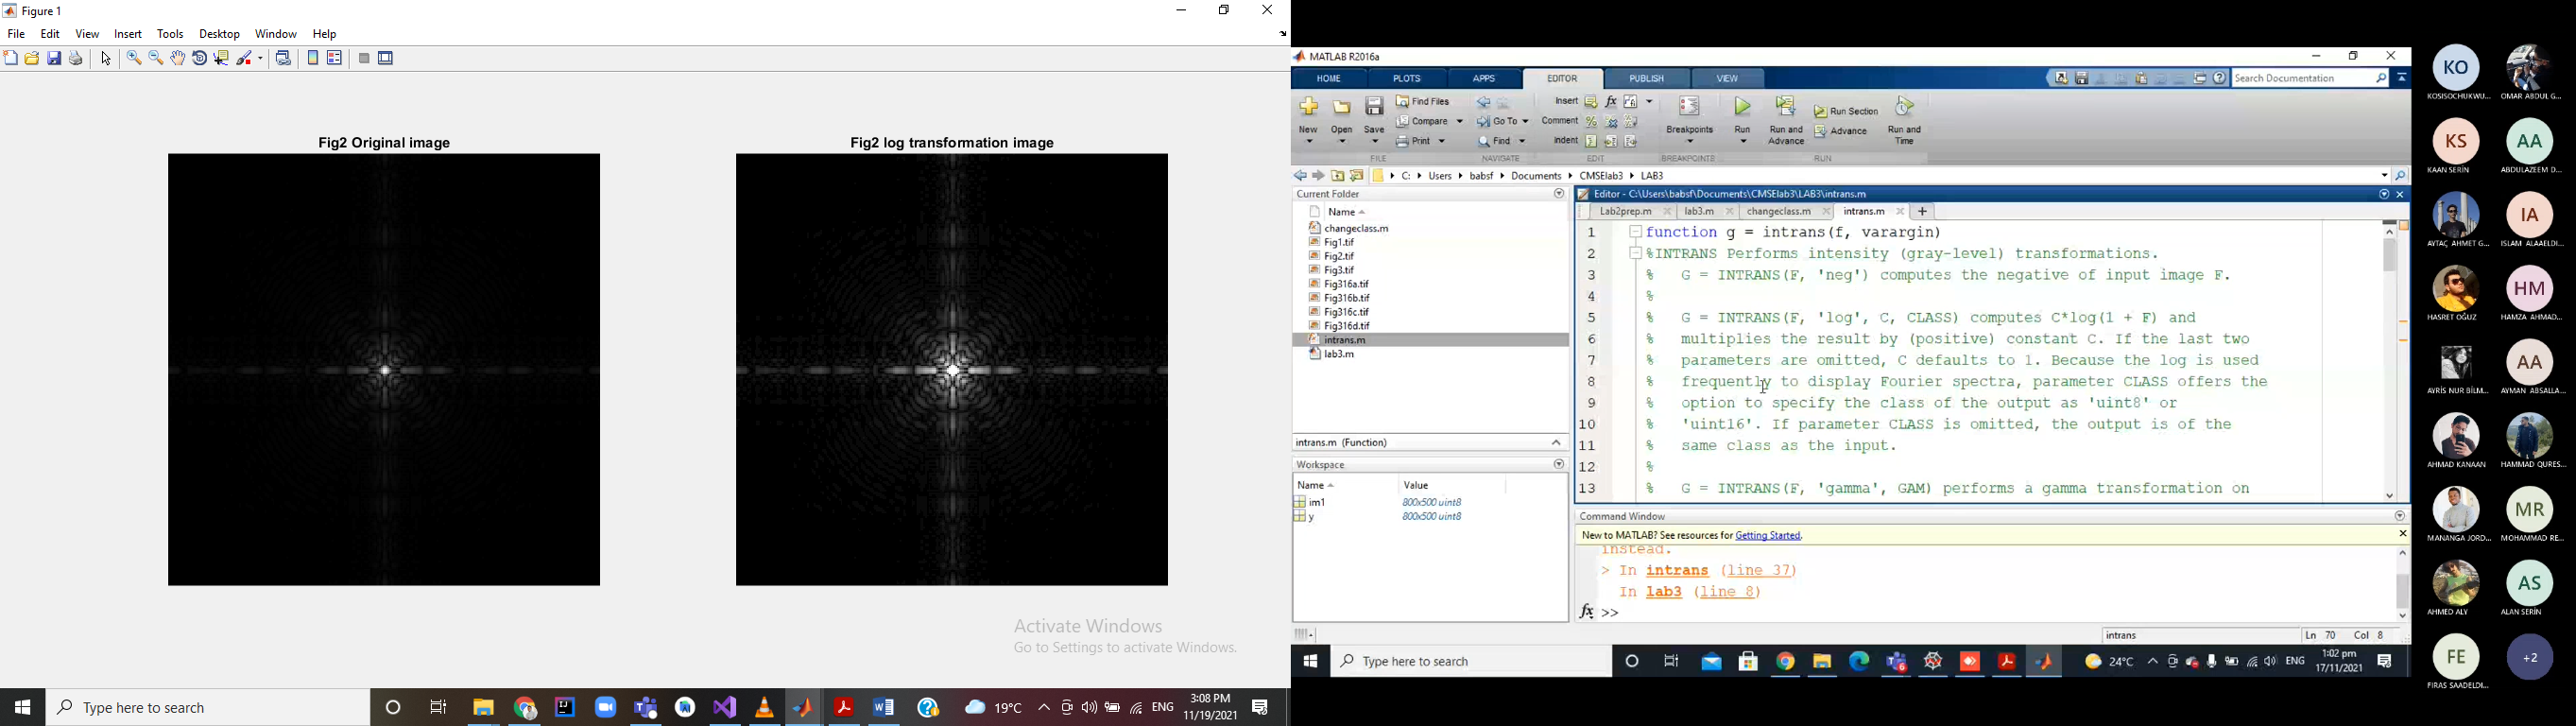 Figure 1
File Edit View Insert Tools Desktop Window Help
Fig2 Original image
Fig2 log transformation image
Activate Windows
Go to Settings to activate Windows.
Type here to search
19°C
ENG
3:08 PM
11/19/2021
MATLAB R2016a
HOME PLOTS APPS EDITOR PUBLISH VIEW
Search Documentation
New Open Save
Find Files
Compare
Print
Go To
Find
Insert
Comment
Indent
Breakpoints
Run
Run and Advance
Run Section
Advance
Run and Time
FILE NAVIGATE EDIT BREAKPOINTS RUN
C: Users babsf Documents CMSElab3 LAB3
Current Folder
Name
changeclass.m
Fig1.tif
Fig2.tif
Fig3.tif
Fig316a.tif
Fig316b.tif
Fig316c.tif
Fig316d.tif
intrans.m
lab3.m
intrans.m (Function)
Workspace
Name Value
im1 800x500 uint8
y 800x500 uint8
Editor - C:\Users\babsf\Documents\CMSElab3\LAB3\intrans.m
Lab2prep.m lab3.m changeclass.m intrans.m +
1 function g = intrans(f, varargin)
2 %INTRANS Performs intensity (gray-level) transformations.
3 % G = INTRANS(F, 'neg') computes the negative of input image F.
4 %
5 % G = INTRANS(F, 'log', C, CLASS) computes C*log(1 + F) and
6 % multiplies the result by (positive) constant C. If the last two
7 % parameters are omitted, C defaults to 1. Because the log is used
8 % frequently to display Fourier spectra, parameter CLASS offers the
9 % option to specify the class of the output as 'uint8' or
10 % 'uint16'. If parameter CLASS is omitted, the output is of the
11 % same class as the input.
12 %
13 % G = INTRANS(F, 'gamma', GAM) performs a gamma transformation on
Command Window
New to MATLAB? See resources for Getting Started.
instead.
> In intrans (line 37)
In lab3 (line 8)
fx >>
intrans
Ln 70 Col 8
Type here to search
24°C
ENG
1:02 pm
17/11/2021
KO
KOSISOCHUKWU...
OMAR ABDUL G...
KS
KAAN SERİN
AA
ABDULAZEEM D...
AYTAÇ AHMET G...
IA
ISLAM ALAAELDI...
HASRET OĞUZ
HM
HAMZA AHMAD...
AYRİS NUR BİLM...
AA
AYMAN ABSALLA...
AHMAD KANAAN
HAMMAD QURES...
MANANGA JORD...
MR
MOHAMMAD RE...
AHMED ALY
AS
ALAN SERİN
FE
FIRAS SAADELDI...
+2